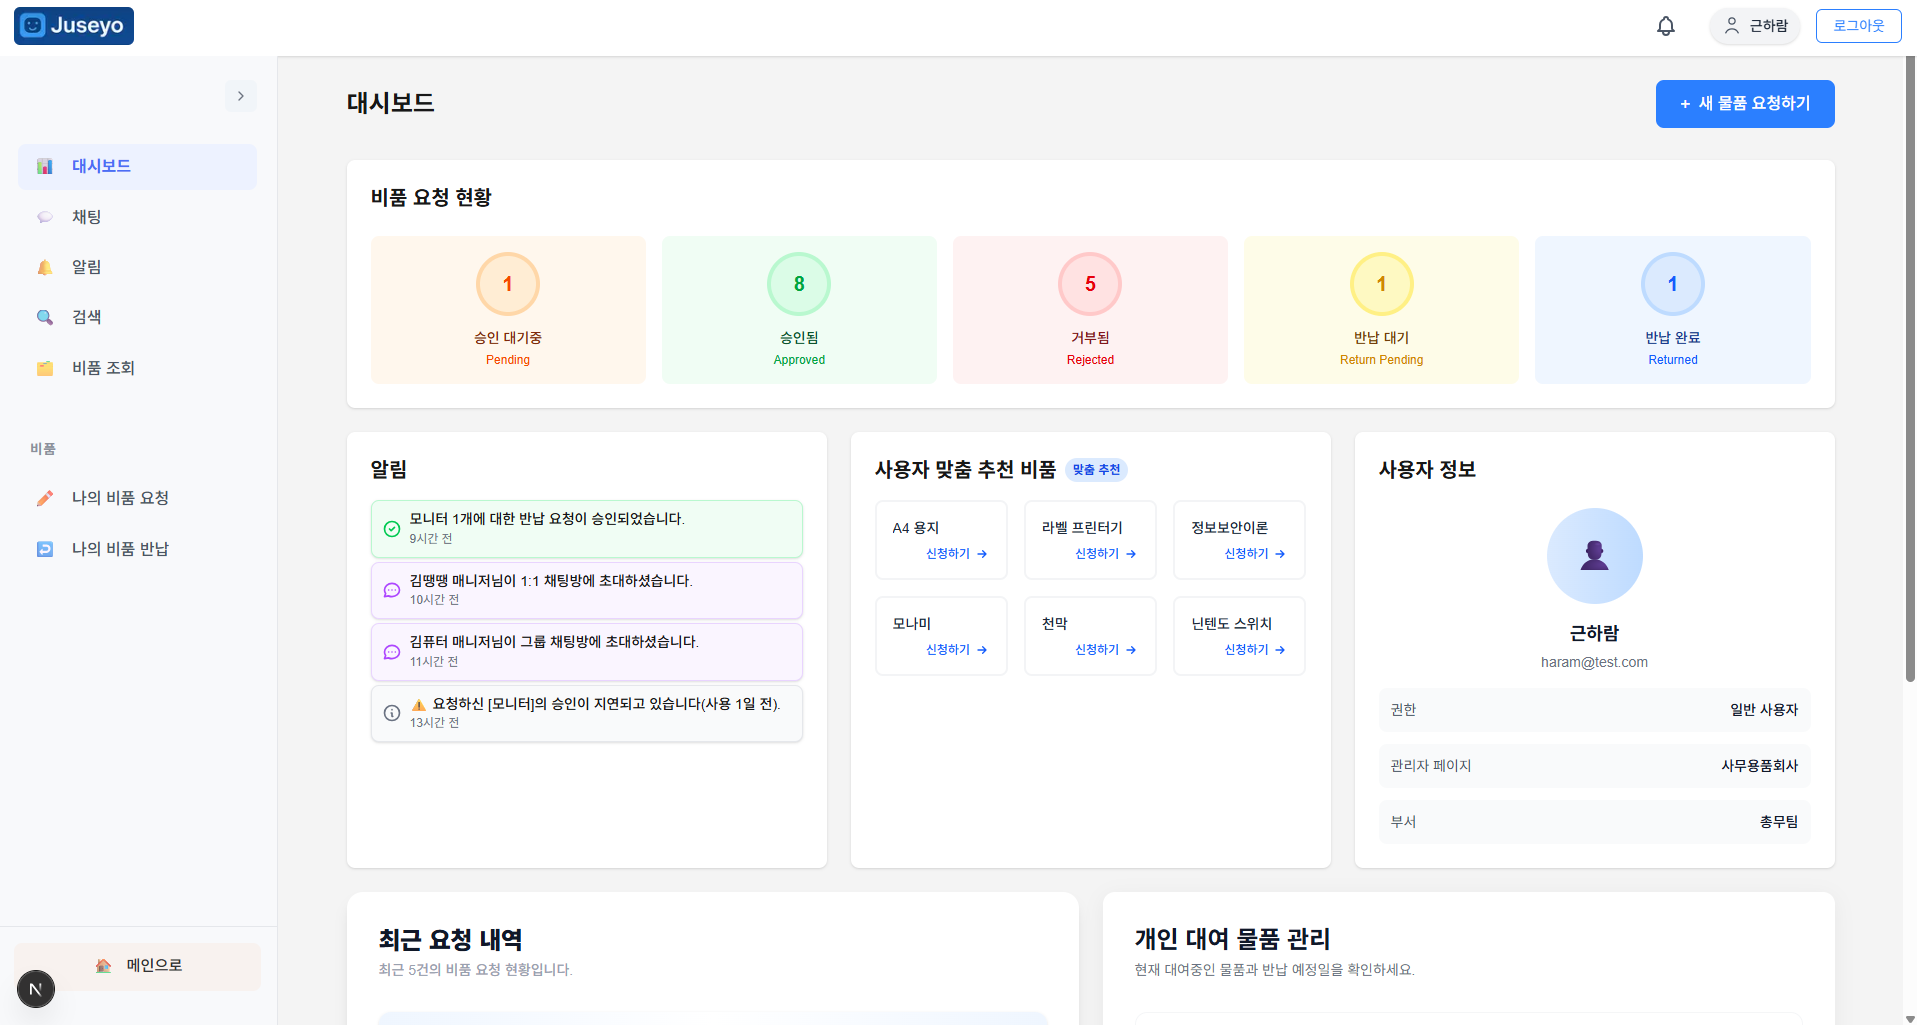 Juseyo
근하람
로그아웃
대시보드
채팅
알림
검색
비품 조회
비품
나의 비품 요청
나의 비품 반납
메인으로
N
대시보드
+ 새 물품 요청하기
비품 요청 현황
1
승인 대기중
Pending
8
승인됨
Approved
5
거부됨
Rejected
1
반납 대기
Return Pending
1
반납 완료
Returned
알림
모니터 1개에 대한 반납 요청이 승인되었습니다.
9시간 전
김땡땡 매니저님이 1:1 채팅방에 초대하셨습니다.
10시간 전
김퓨터 매니저님이 그룹 채팅방에 초대하셨습니다.
11시간 전
⚠️ 요청하신 [모니터]의 승인이 지연되고 있습니다(사용 1일 전).
13시간 전
사용자 맞춤 추천 비품 맞춤 추천
A4 용지
신청하기 →
라벨 프린터기
신청하기 →
정보보안이론
신청하기 →
모나미
신청하기 →
천막
신청하기 →
닌텐도 스위치
신청하기 →
사용자 정보
근하람
haram@test.com
권한 일반 사용자
관리자 페이지 사무용품회사
부서 총무팀
최근 요청 내역
최근 5건의 비품 요청 현황입니다.
개인 대여 물품 관리
현재 대여중인 물품과 반납 예정일을 확인하세요.